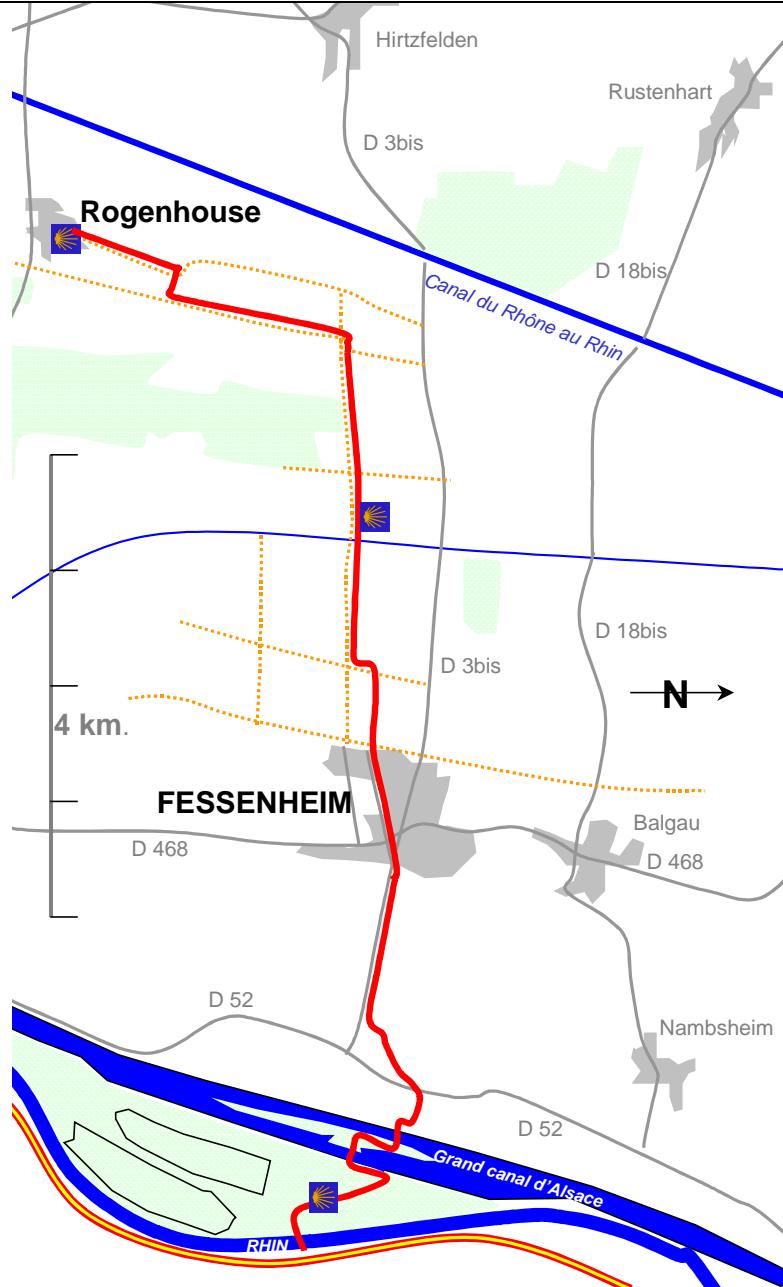 Hirtzfelden
Rustenhart
D 3bis
Rogenhouse
D 18bis
Canal du Rhône au Rhin
D 18bis
D 3bis
N
4 km.
FESSENHEIM
Balgau
D 468
D 468
D 52
Nambsheim
D 52
Grand canal d'Alsace
RHIN